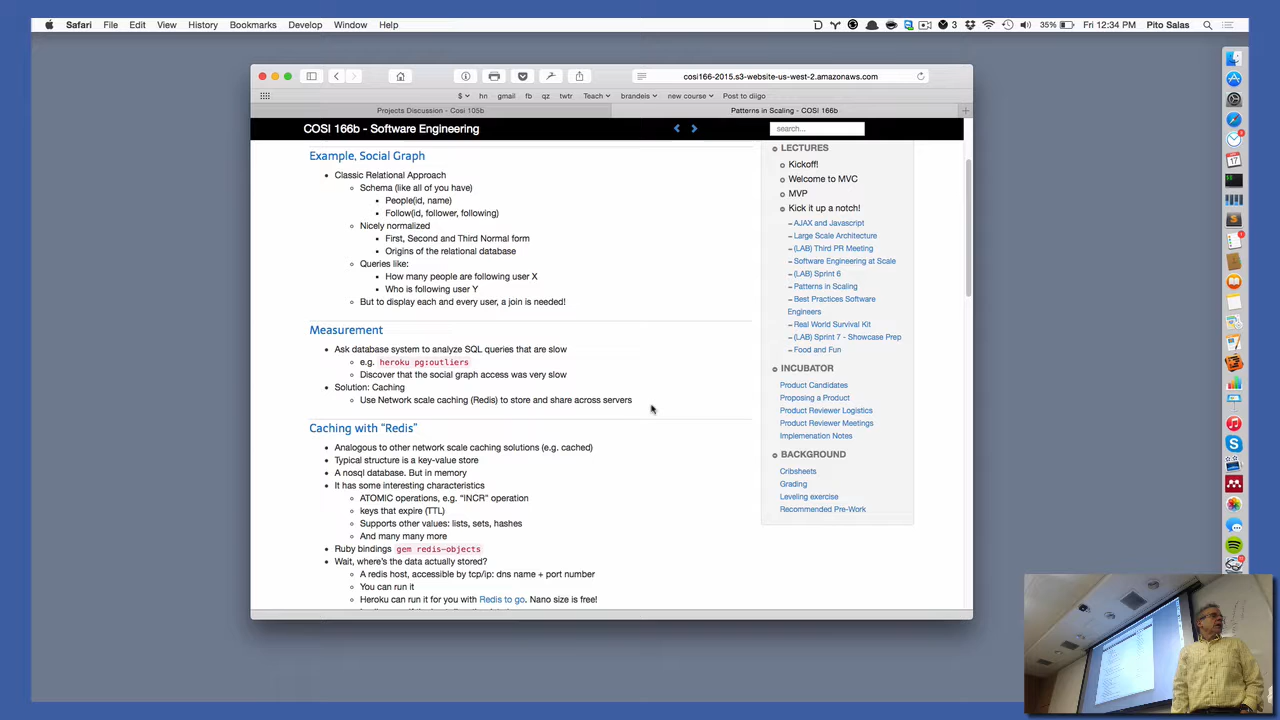 Safari File Edit View History Bookmarks Develop Window Help 3 35% Fri 12:34 PM Pito Salas
cosi166-2015.s3-website-us-west-2.amazonaws.com
$ hn gmail fb qz twtr Teach brandeis new course Post to diigo
Projects Discussion - Cosi 105b Patterns in Scaling - COSI 166b
COSI 166b - Software Engineering search...
Example, Social Graph
Classic Relational Approach
Schema (like all of you have)
People(id, name)
Follow(id, follower, following)
Nicely normalized
First, Second and Third Normal form
Origins of the relational database
Queries like:
How many people are following user X
Who is following user Y
But to display each and every user, a join is needed!
Measurement
Ask database system to analyze SQL queries that are slow
e.g. heroku pg:outliers
Discover that the social graph access was very slow
Solution: Caching
Use Network scale caching (Redis) to store and share across servers
Caching with “Redis”
Analogous to other network scale caching solutions (e.g. cached)
Typical structure is a key-value store
A nosql database. But in memory
It has some interesting characteristics
ATOMIC operations, e.g. “INCR” operation
keys that expire (TTL)
Supports other values: lists, sets, hashes
And many many more
Ruby bindings gem redis-objects
Wait, where’s the data actually stored?
A redis host, accessible by tcp/ip: dns name + port number
You can run it
Heroku can run it for you with Redis to go. Nano size is free!
LECTURES
Kickoff!
Welcome to MVC
MVP
Kick it up a notch!
– AJAX and Javascript
– Large Scale Architecture
– (LAB) Third PR Meeting
– Software Engineering at Scale
– (LAB) Sprint 6
– Patterns in Scaling
– Best Practices Software
Engineers
– Real World Survival Kit
– (LAB) Sprint 7 - Showcase Prep
– Food and Fun
INCUBATOR
Product Candidates
Proposing a Product
Product Reviewer Logistics
Product Reviewer Meetings
Implemenation Notes
BACKGROUND
Cribsheets
Grading
Leveling exercise
Recommended Pre-Work
17